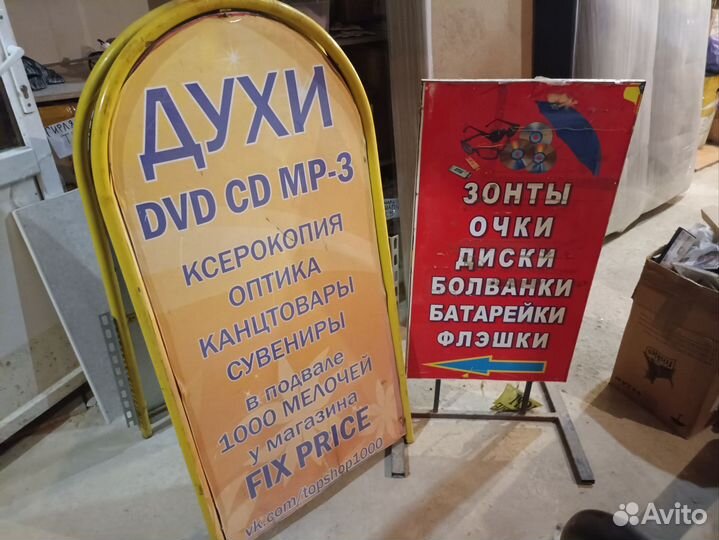 ДУХИ
DVD CD MP-3
КСЕРОКОПИЯ
ОПТИКА
КАНЦТОВАРЫ
СУВЕНИРЫ
в подвале
1000 МЕЛОЧЕЙ
у магазина
FIX PRICE
vk.com/topshop1000
ЗОНТЫ
ОЧКИ
ДИСКИ
БОЛВАНКИ
БАТАРЕЙКИ
ФЛЭШКИ
Avito